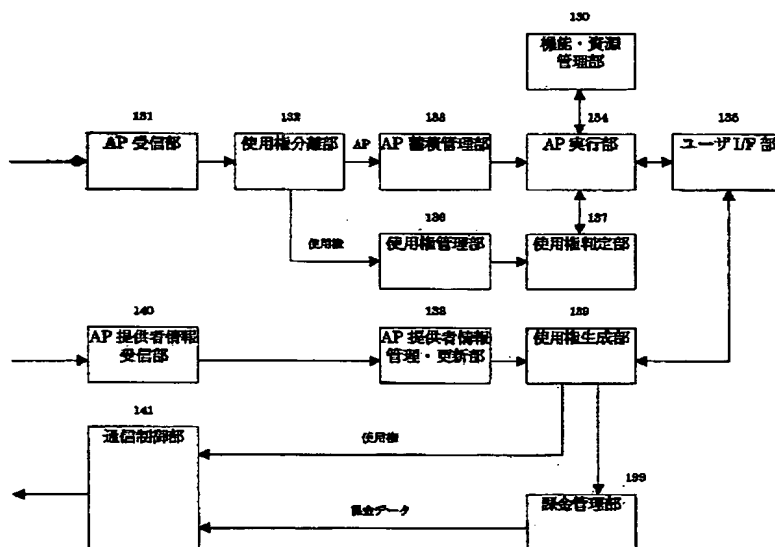 130
機能・資源
管理部
131
AP 受信部
132
使用権分離部
AP
133
AP 蓄積管理部
134
AP 実行部
135
ユーザ I/F 部
使用権
136
使用権管理部
137
使用権判定部
140
AP 提供者情報
受信部
138
AP 提供者情報
管理・更新部
139
使用権生成部
141
通信制御部
使用権
199
課金管理部
課金データ